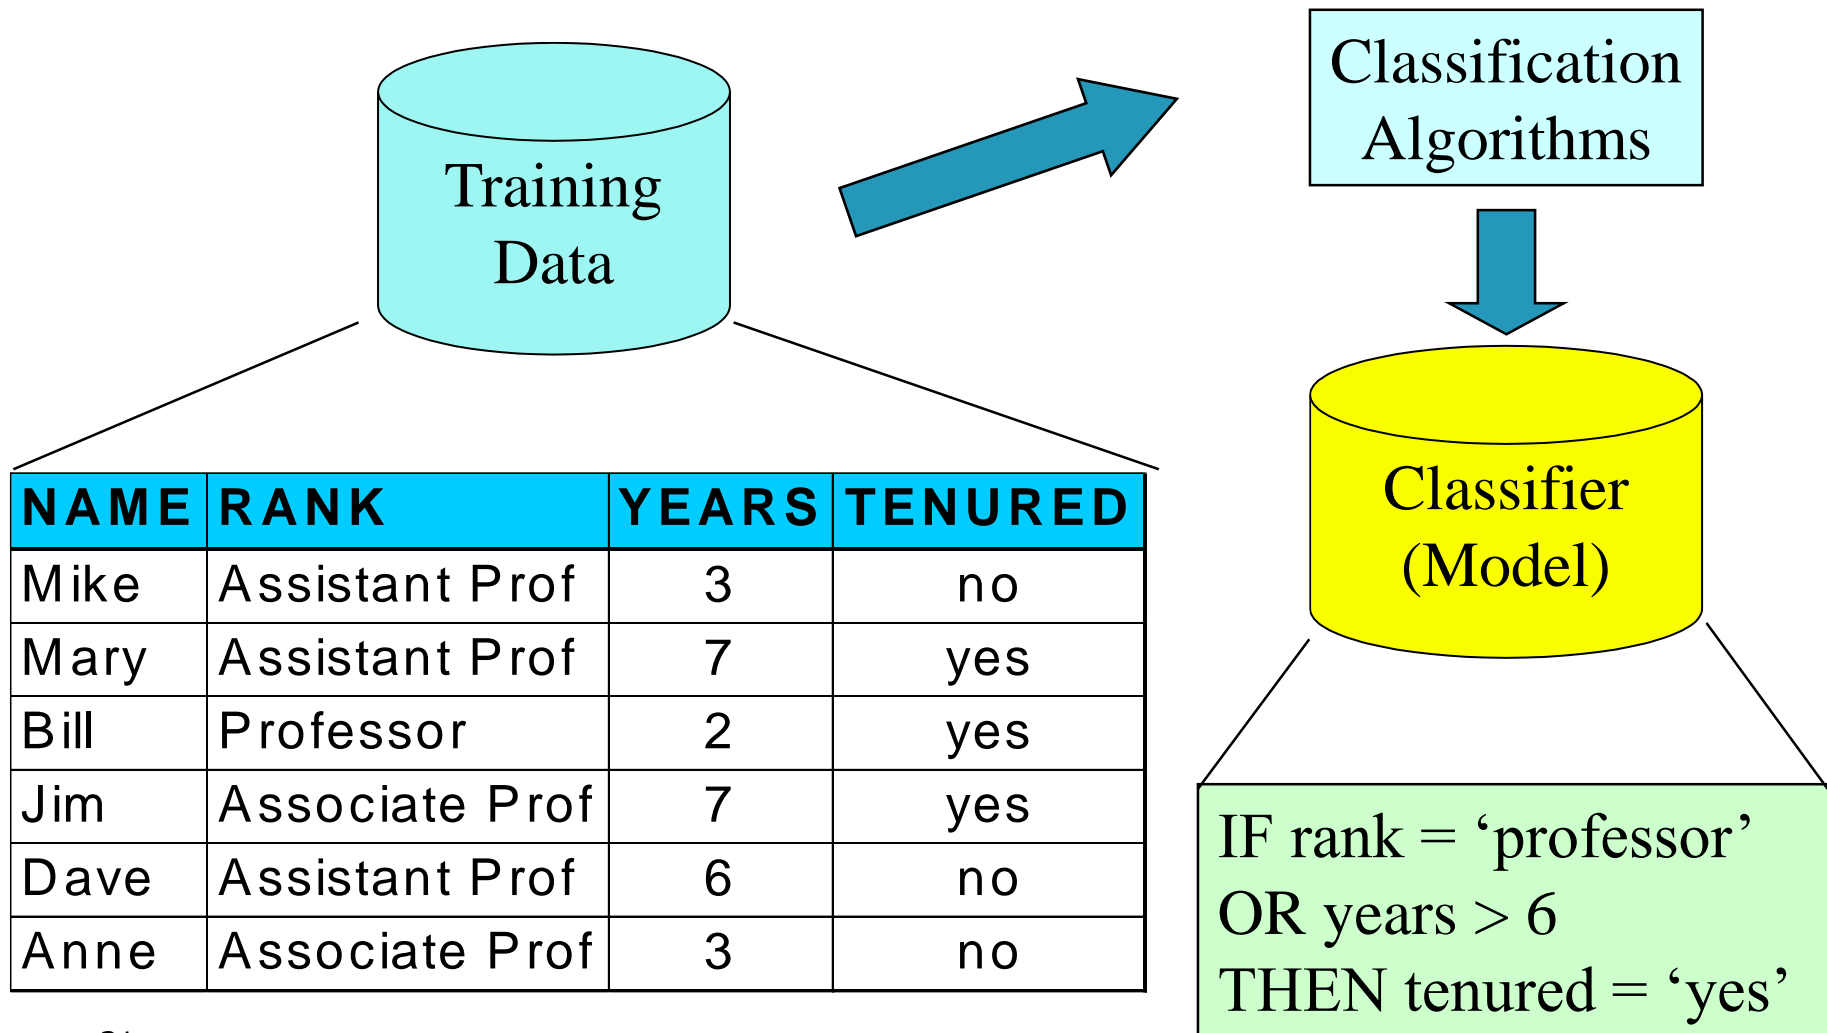 Training
Data
Classification
Algorithms
NAME RANK YEARS TENURED
Mike Assistant Prof 3 no
Mary Assistant Prof 7 yes
Bill Professor 2 yes
Jim Associate Prof 7 yes
Dave Assistant Prof 6 no
Anne Associate Prof 3 no
Classifier
(Model)
IF rank = ‘professor’
OR years > 6
THEN tenured = ‘yes’